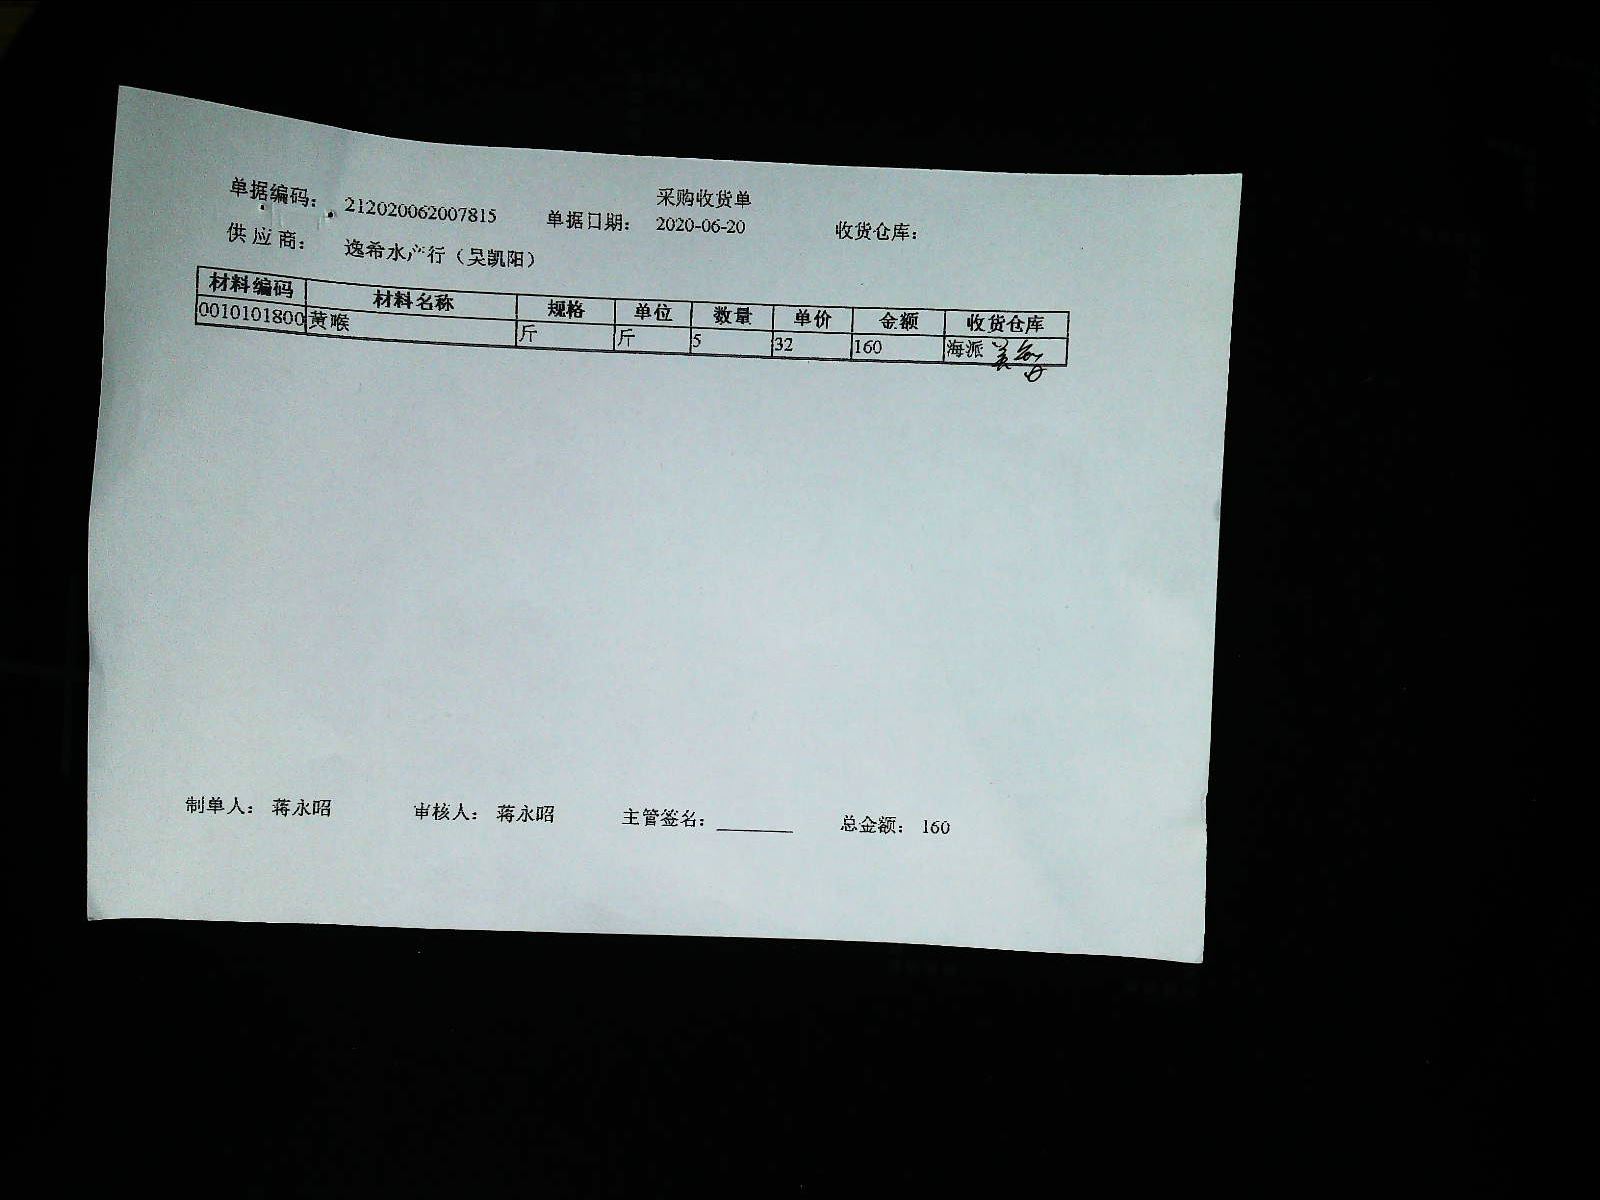 采购收货单
单据编码： 212020062007815 单据日期： 2020-06-20 收货仓库：
供应商： 逸希水产行（吴凯阳）
材料编码 材料名称 规格 单位 数量 单价 金额 收货仓库
0010101800 黄喉 斤 斤 5 32 160 海派
制单人： 蒋永昭 审核人： 蒋永昭 主管签名： 总金额： 160